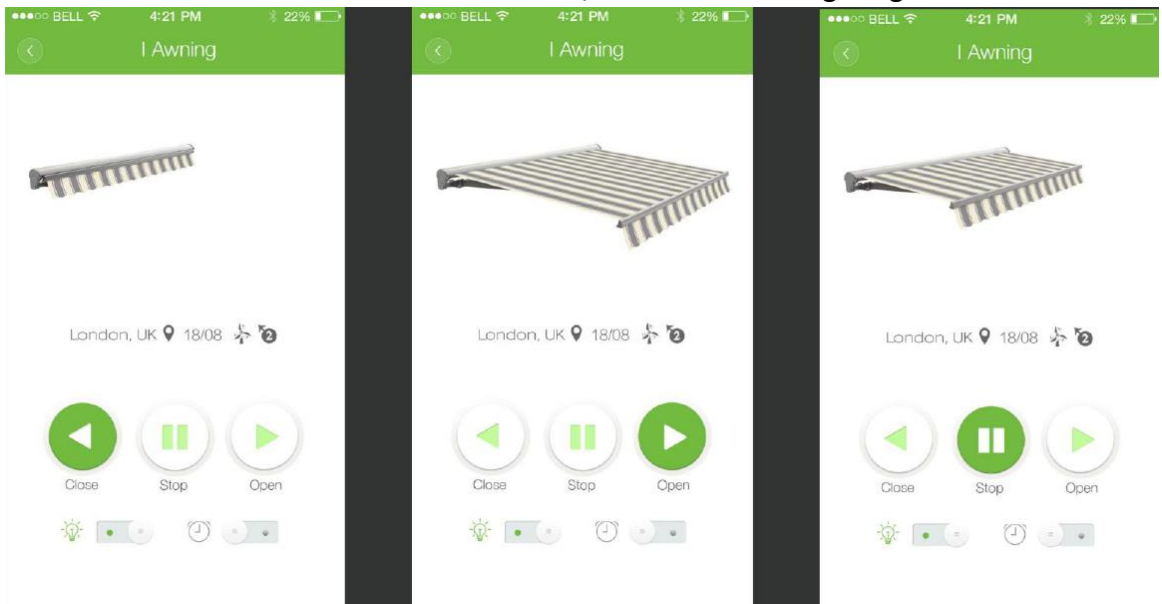 BELL 4:21 PM 22%
I Awning
London, UK 18/08 2
Close Stop Open
BELL 4:21 PM 22%
I Awning
London, UK 18/08 2
Close Stop Open
BELL 4:21 PM 22%
I Awning
London, UK 18/08 2
Close Stop Open